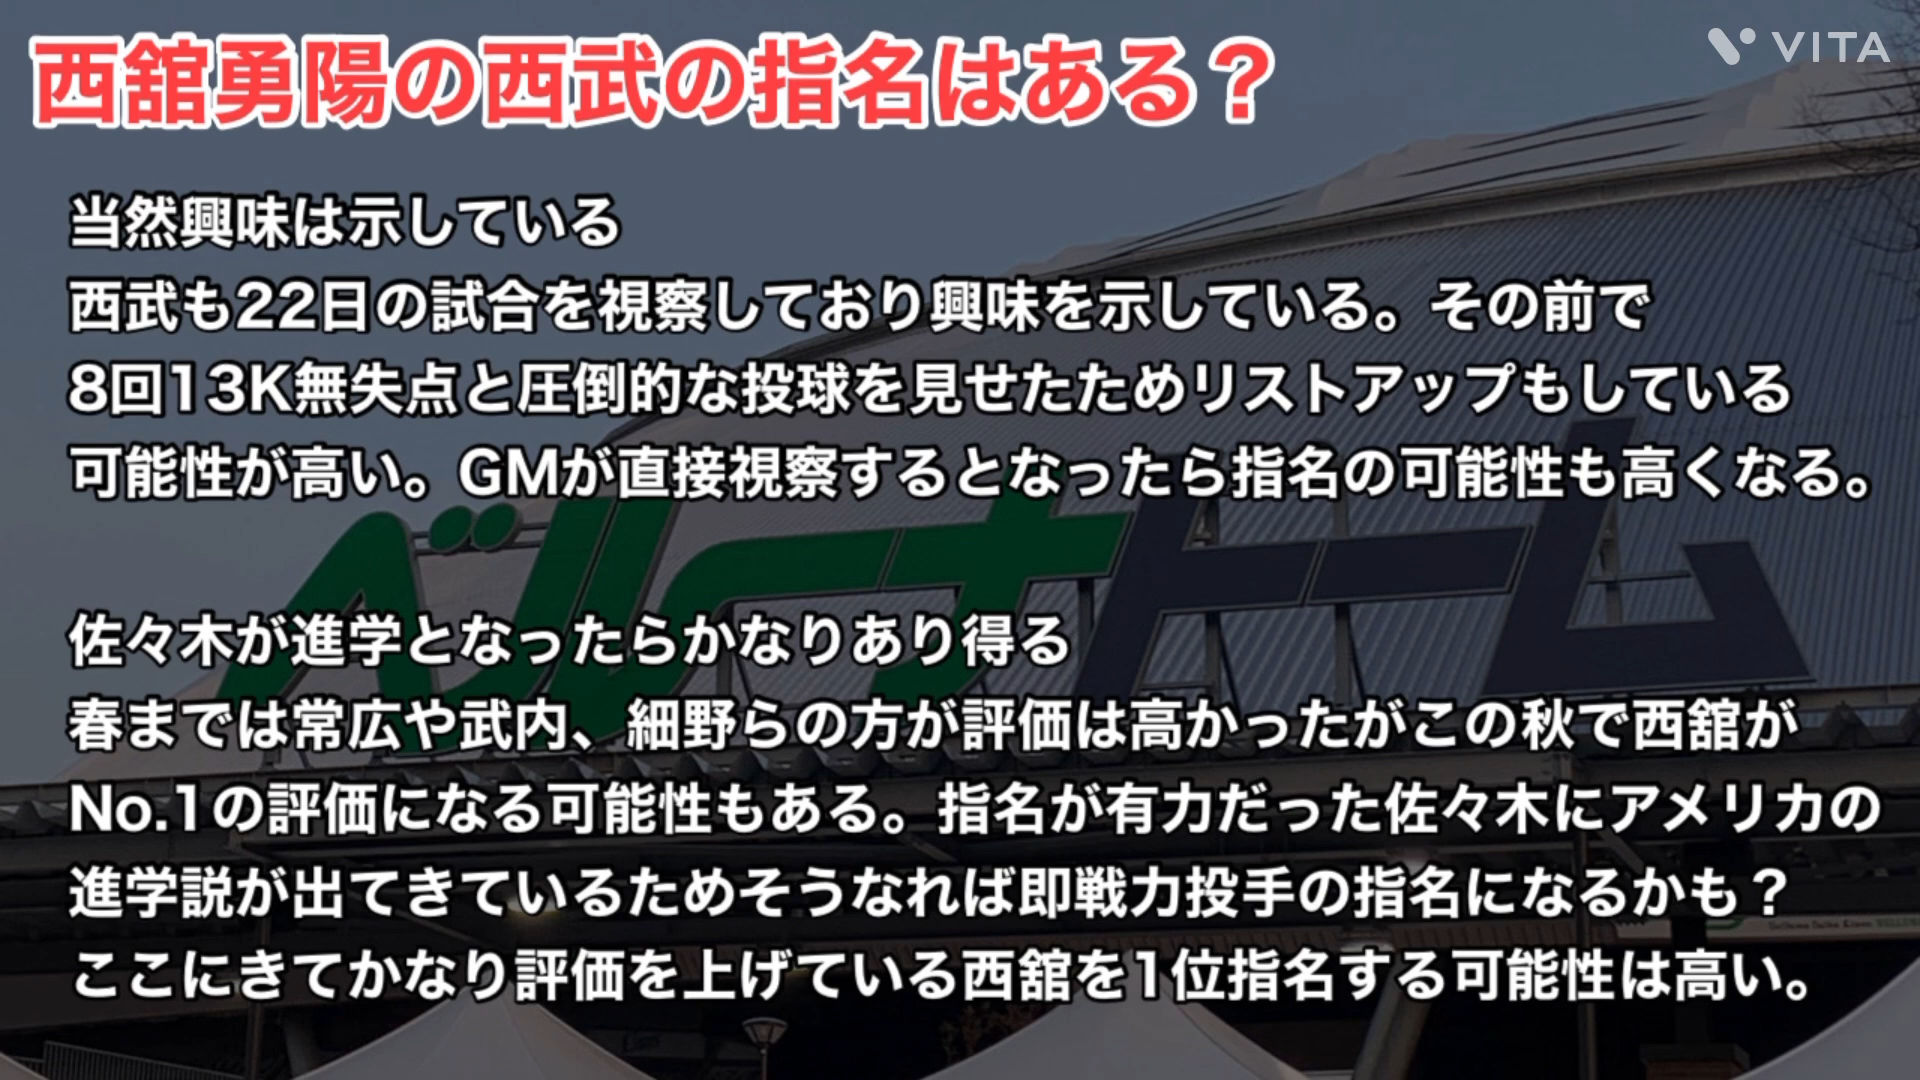 西舘勇陽の西武の指名はある？
VITA
当然興味は示している
西武も22日の試合を視察しており興味を示している。その前で
8回13K無失点と圧倒的な投球を見せたためリストアップもしている
可能性が高い。GMが直接視察するとなったら指名の可能性も高くなる。
ベルーナドーム
佐々木が進学となったらかなりあり得る
春までは常広や武内、細野らの方が評価は高かったがこの秋で西舘が
No.1の評価になる可能性もある。指名が有力だった佐々木にアメリカの
進学説が出てきているためそうなれば即戦力投手の指名になるかも？
ここにきてかなり評価を上げている西舘を1位指名する可能性は高い。